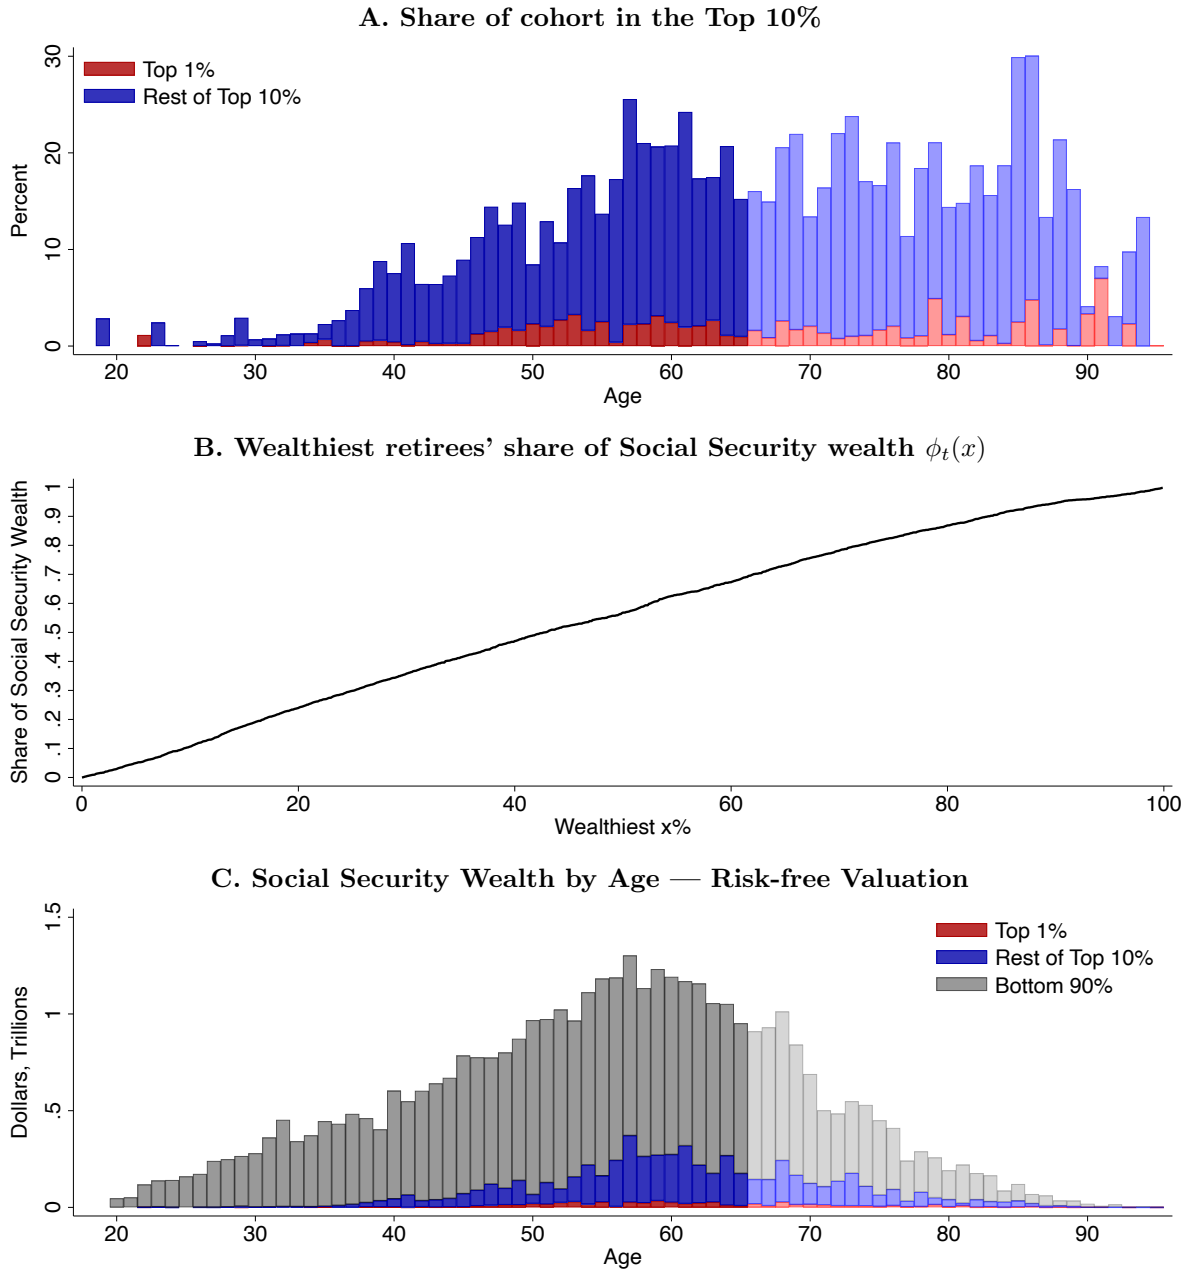 A. Share of cohort in the Top 10%
Top 1%
Rest of Top 10%
Percent
0
10
20
30
20 30 40 50 60 70 80 90
Age
B. Wealthiest retirees' share of Social Security wealth ϕt(x)
Share of Social Security Wealth
0 .1 .2 .3 .4 .5 .6 .7 .8 .9 1
0 20 40 60 80 100
Wealthiest x%
C. Social Security Wealth by Age — Risk-free Valuation
Top 1%
Rest of Top 10%
Bottom 90%
Dollars, Trillions
0 .5 1 1.5
20 30 40 50 60 70 80 90
Age